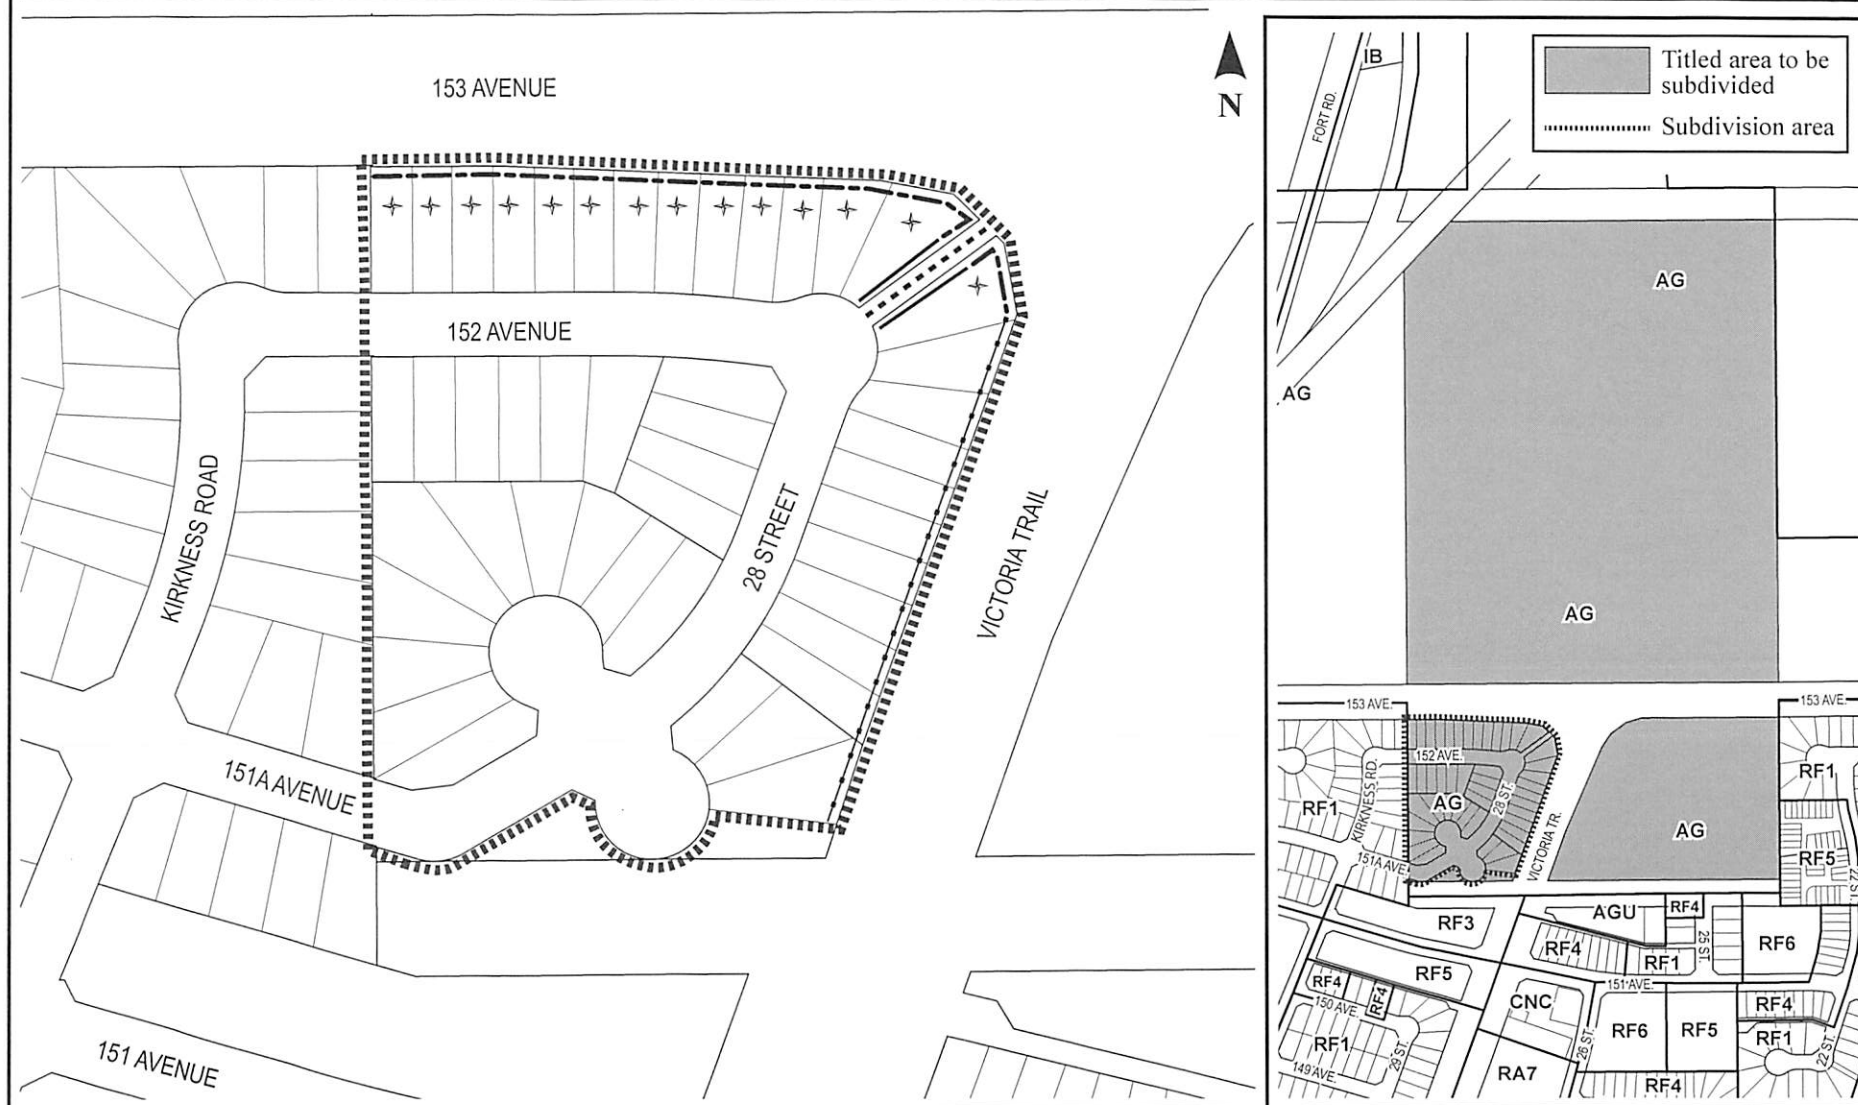 153 AVENUE
N
152 AVENUE
KIRKNESS ROAD
28 STREET
VICTORIA TRAIL
151A AVENUE
151 AVENUE
Titled area to be
subdivided
Subdivision area
IB
FORT RD.
AG
AG
AG
153 AVE.
153 AVE.
152 AVE.
KIRKNESS RD.
RF1
AG
28 ST.
VICTORIA TR.
AG
RF1
RF5
22 ST.
151A AVE.
RF3
AGU
RF4
RF4
RF1
25 ST.
RF6
RF5
151 AVE.
RF4
RF4
150 AVE.
RF1
29 ST.
149 AVE.
CNC
26 ST.
RF6
RF5
RF4
RF1
22 ST.
RA7
RF4